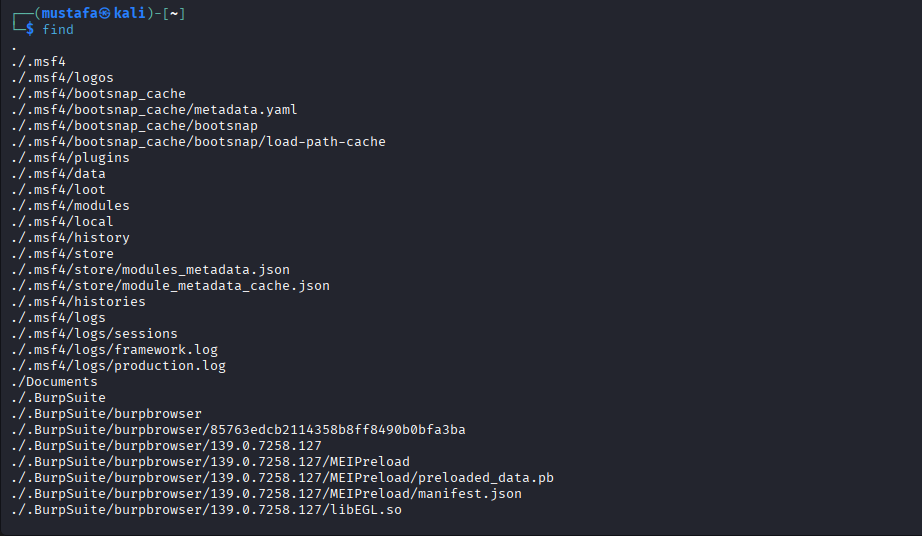 ┌──(mustafa㉿kali)-[~]
└─$ find
.
./.msf4
./.msf4/logos
./.msf4/bootsnap_cache
./.msf4/bootsnap_cache/metadata.yaml
./.msf4/bootsnap_cache/bootsnap
./.msf4/bootsnap_cache/bootsnap/load-path-cache
./.msf4/plugins
./.msf4/data
./.msf4/loot
./.msf4/modules
./.msf4/local
./.msf4/history
./.msf4/store
./.msf4/store/modules_metadata.json
./.msf4/store/module_metadata_cache.json
./.msf4/histories
./.msf4/logs
./.msf4/logs/sessions
./.msf4/logs/framework.log
./.msf4/logs/production.log
./Documents
./.BurpSuite
./.BurpSuite/burpbrowser
./.BurpSuite/burpbrowser/85763edcb2114358b8ff8490b0bfa3ba
./.BurpSuite/burpbrowser/139.0.7258.127
./.BurpSuite/burpbrowser/139.0.7258.127/MEIPreload
./.BurpSuite/burpbrowser/139.0.7258.127/MEIPreload/preloaded_data.pb
./.BurpSuite/burpbrowser/139.0.7258.127/MEIPreload/manifest.json
./.BurpSuite/burpbrowser/139.0.7258.127/libEGL.so